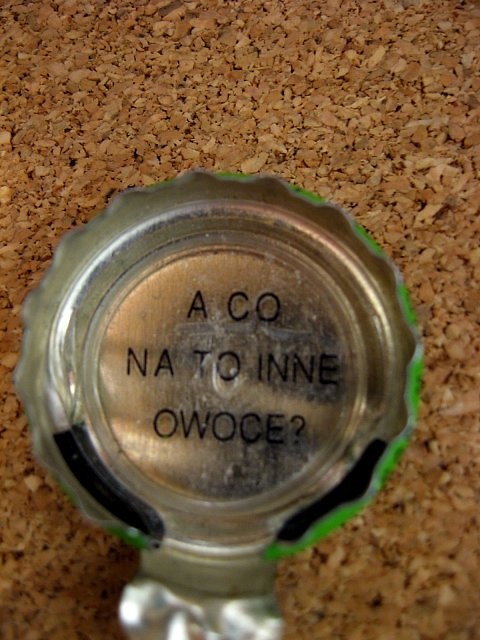 A CO
NA TO INNE
OWOCE?